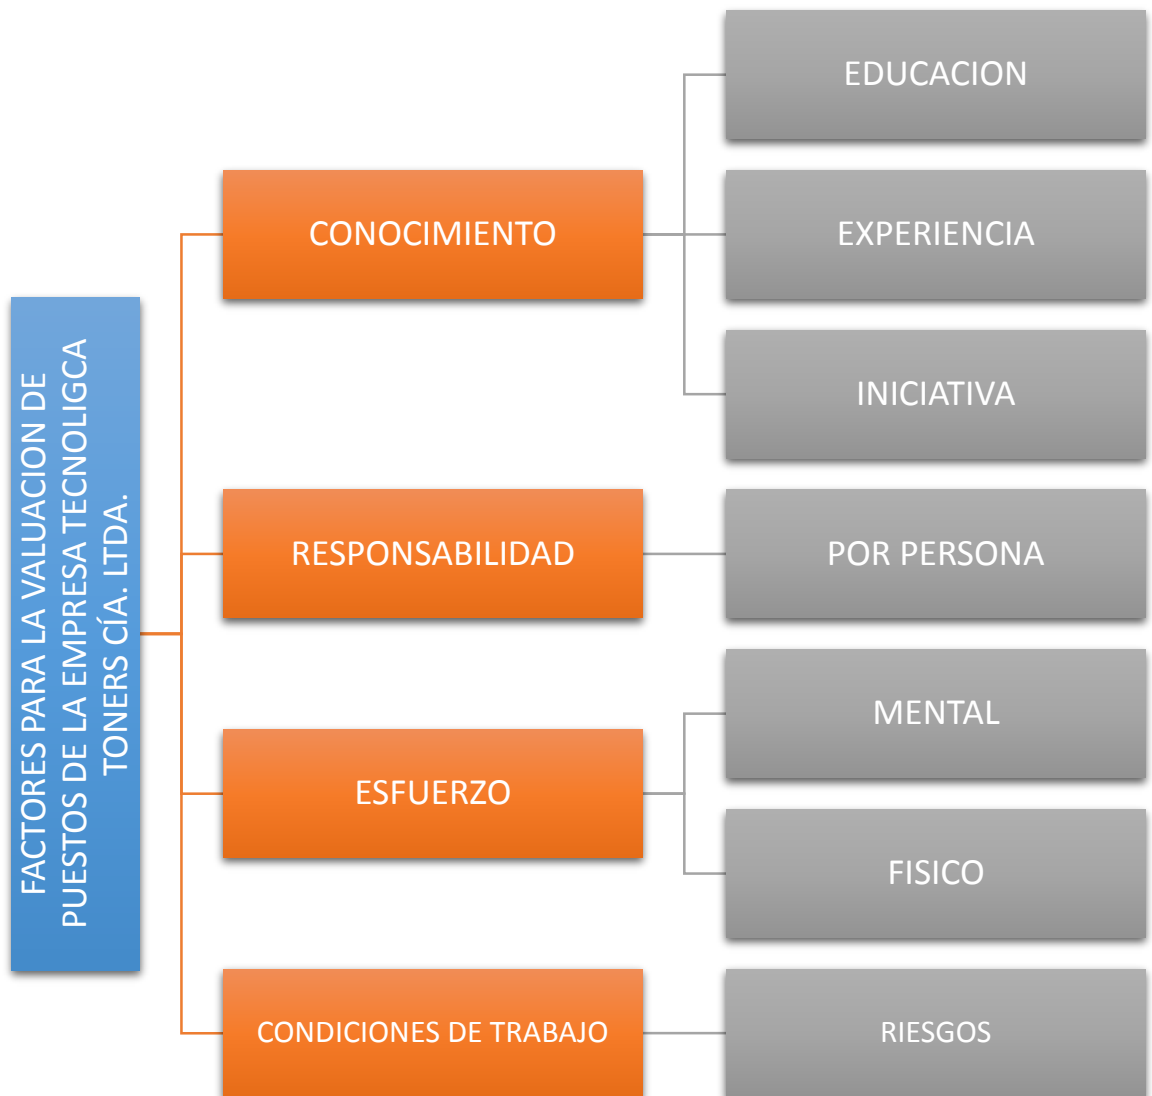 FACTORES PARA LA VALUACION DE
PUESTOS DE LA EMPRESA TECNOLIGCA
TONERS CÍA. LTDA.
CONOCIMIENTO
EDUCACION
EXPERIENCIA
INICIATIVA
RESPONSABILIDAD
POR PERSONA
ESFUERZO
MENTAL
FISICO
CONDICIONES DE TRABAJO
RIESGOS